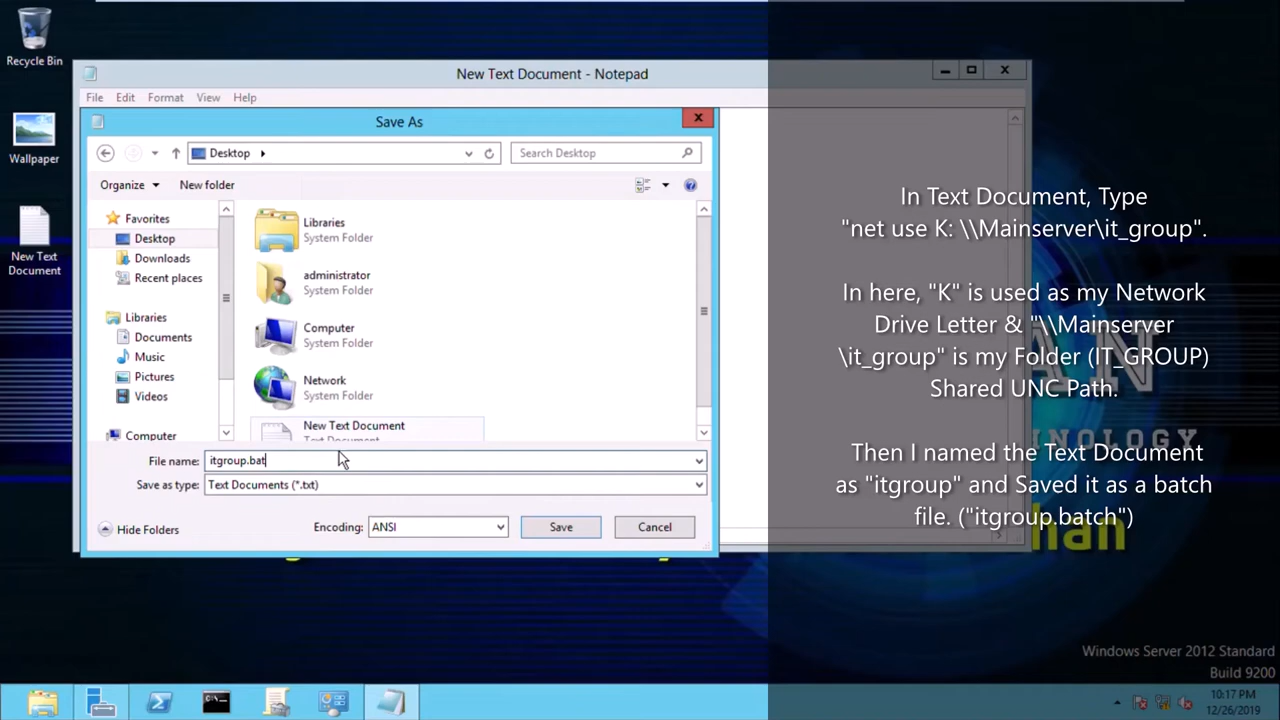 Recycle Bin
Wallpaper
New Text
Document
New Text Document - Notepad
File Edit Format View Help
Save As
Desktop
Search Desktop
Organize New folder
Favorites
Desktop
Downloads
Recent places
Libraries
Documents
Music
Pictures
Videos
Computer
Libraries
System Folder
administrator
System Folder
Computer
System Folder
Network
System Folder
New Text Document
Text Document
File name: itgroup.bat
Save as type: Text Documents (*.txt)
Hide Folders
Encoding: ANSI
Save Cancel
In Text Document, Type
"net use K: \\Mainserver\it_group".
In here, "K" is used as my Network
Drive Letter & "\\Mainserver
\it_group" is my Folder (IT_GROUP)
Shared UNC Path.
Then I named the Text Document
as "itgroup" and Saved it as a batch
file. ("itgroup.batch")
Windows Server 2012 Standard
Build 9200
10:17 PM
12/26/2019